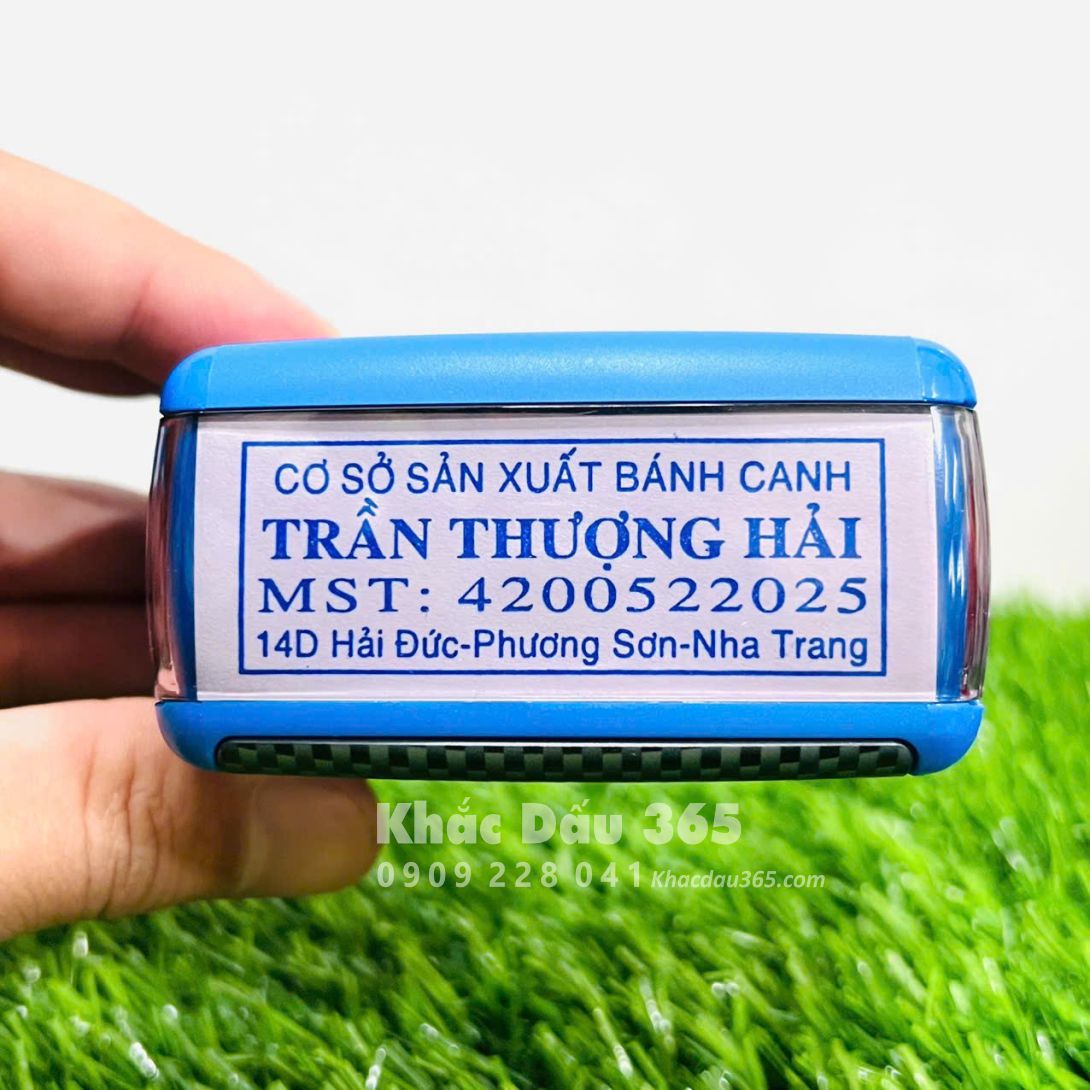 CƠ SỞ SẢN XUẤT BÁNH CANH
TRẦN THƯỢNG HẢI
MST: 4200522025
14D Hải Đức-Phương Sơn-Nha Trang
Khắc Dấu 365
0909 228 041 Khacdau365.com